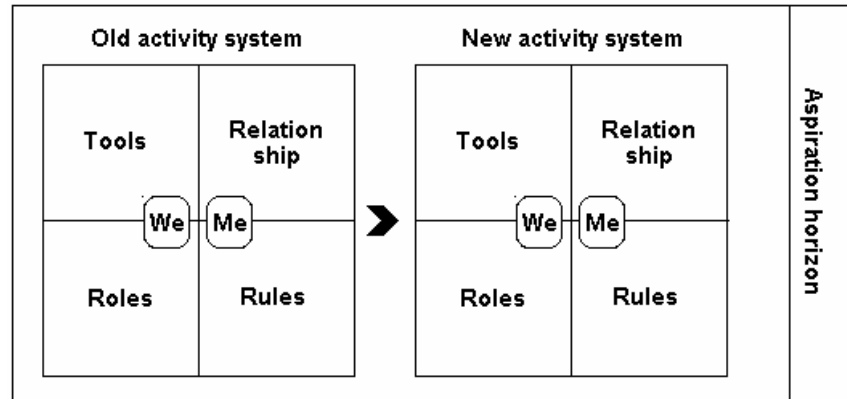 Old activity system
New activity system
Tools
Relation
ship
We
Me
Roles
Rules
Tools
Relation
ship
We
Me
Roles
Rules
Aspiration horizon